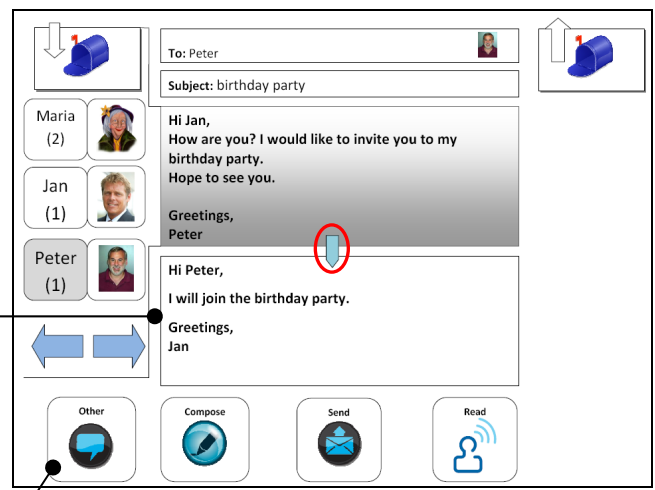 To: Peter
Subject: birthday party
Maria
(2)
Jan
(1)
Peter
(1)
Hi Jan,
How are you? I would like to invite you to my
birthday party.
Hope to see you.
Greetings,
Peter
Hi Peter,
I will join the birthday party.
Greetings,
Jan
Other
Compose
Send
Read